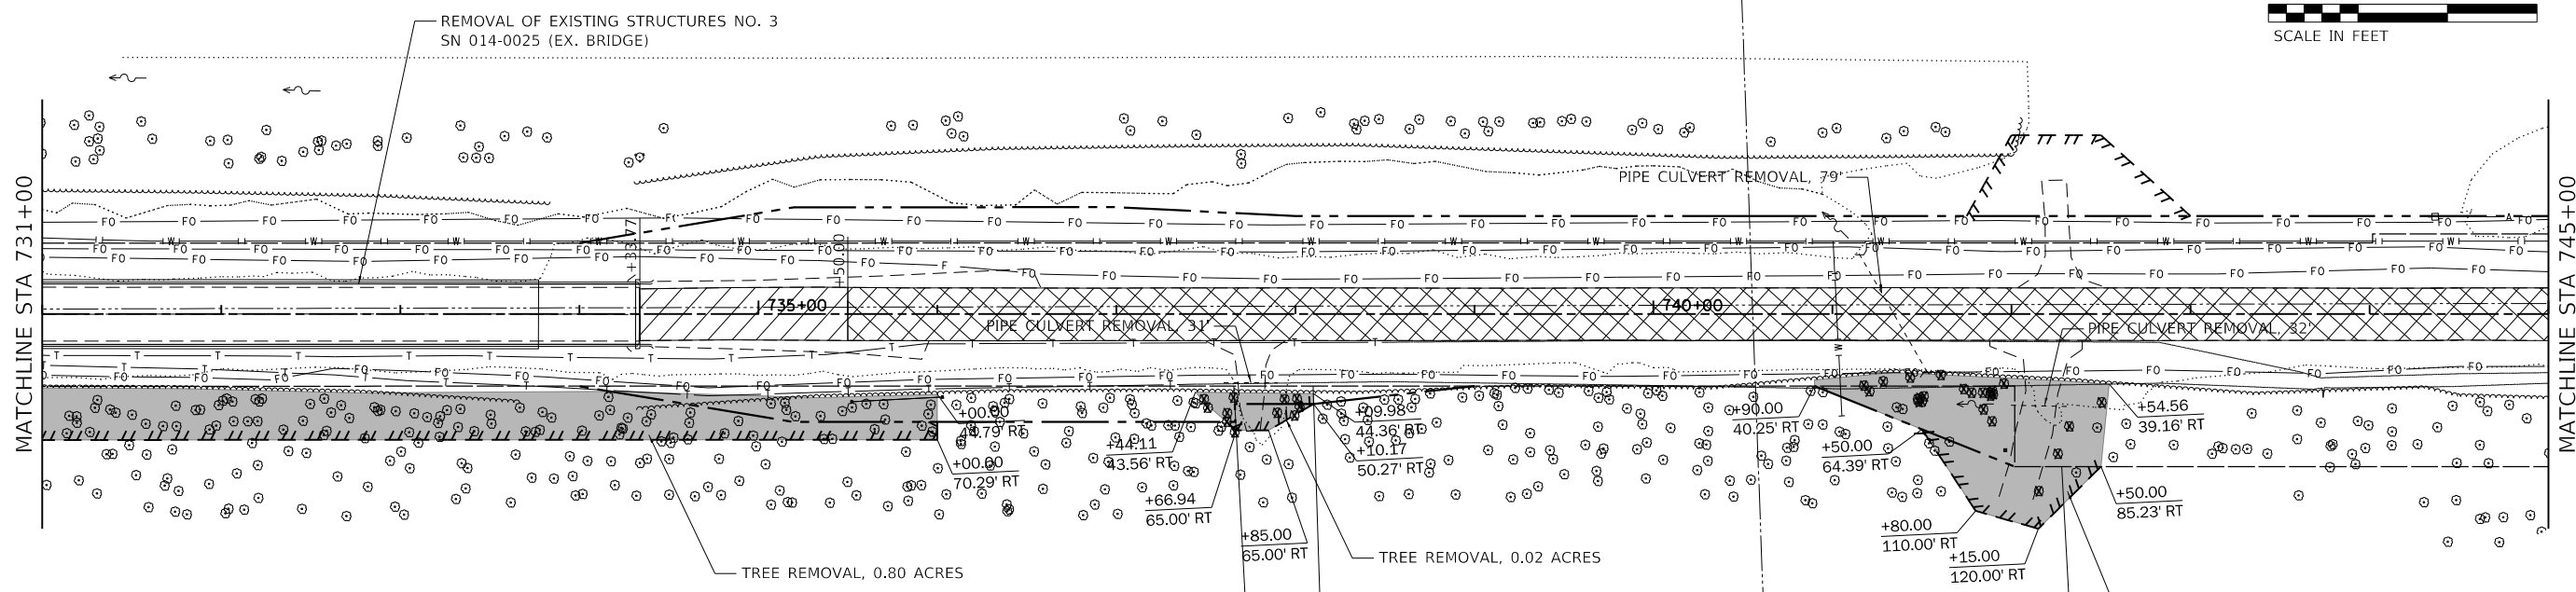 REMOVAL OF EXISTING STRUCTURES NO. 3
SN 014-0025 (EX. BRIDGE)
SCALE IN FEET
MATCHLINE STA 731+00
MATCHLINE STA 745+00
PIPE CULVERT REMOVAL, 79'
+33.77
+50.00
735+00
740+00
PIPE CULVERT REMOVAL, 31'
PIPE CULVERT REMOVAL, 32'
+00.00
44.79' RT
+00.00
70.29' RT
+44.11
43.56' RT
+66.94
65.00' RT
+85.00
65.00' RT
+09.98
44.36' RT
+10.17
50.27' RT
+90.00
40.25' RT
+50.00
64.39' RT
+80.00
110.00' RT
+15.00
120.00' RT
+54.56
39.16' RT
+50.00
85.23' RT
TREE REMOVAL, 0.80 ACRES
TREE REMOVAL, 0.02 ACRES